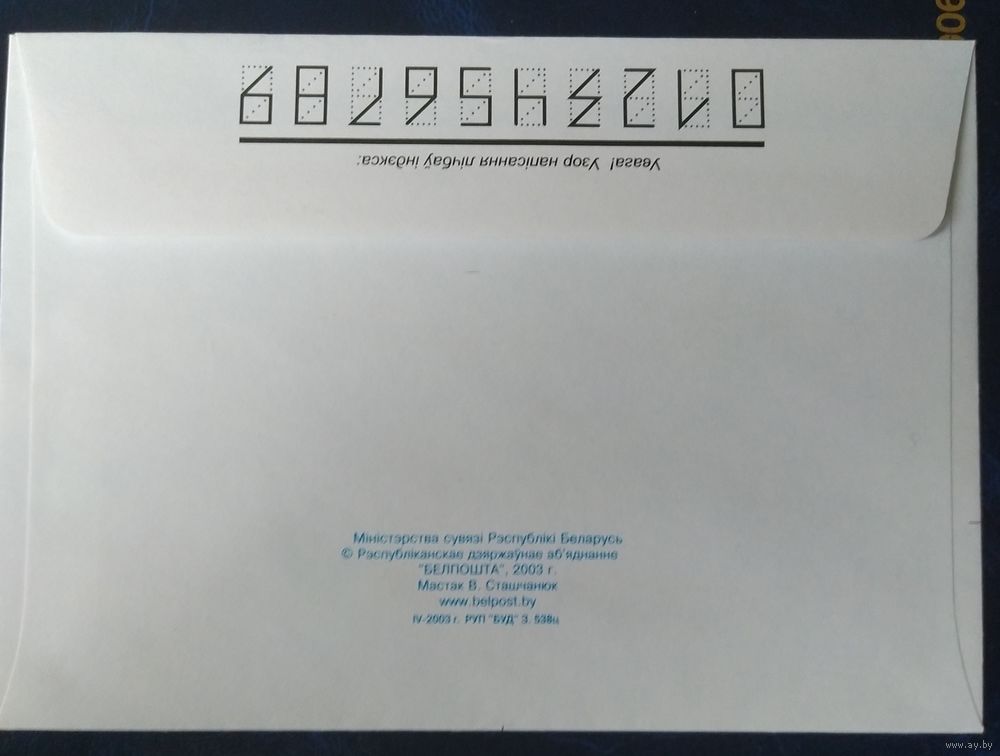 Увага! Узор напісання лічбаў індэкса:
0123456789
Міністэрства сувязі Рэспублікі Беларусь
© Рэспубліканскае дзяржаўнае аб'яднанне
"БЕЛПОШТА", 2003 г.
Мастак В. Сташчанюк
www.belpost.by
IV-2003 г. РУП "БУД" З. 538ц
www.ay.by